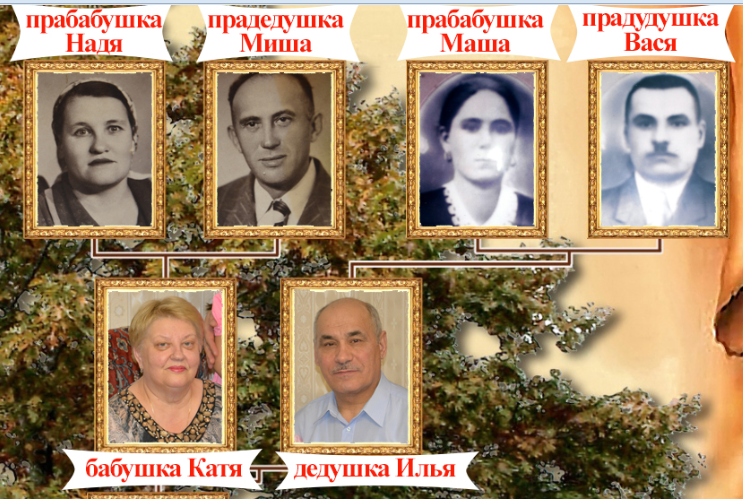 прабабушка
Надя
прадедушка
Миша
прабабушка
Маша
прадудушка
Вася
бабушка Катя
дедушка Илья